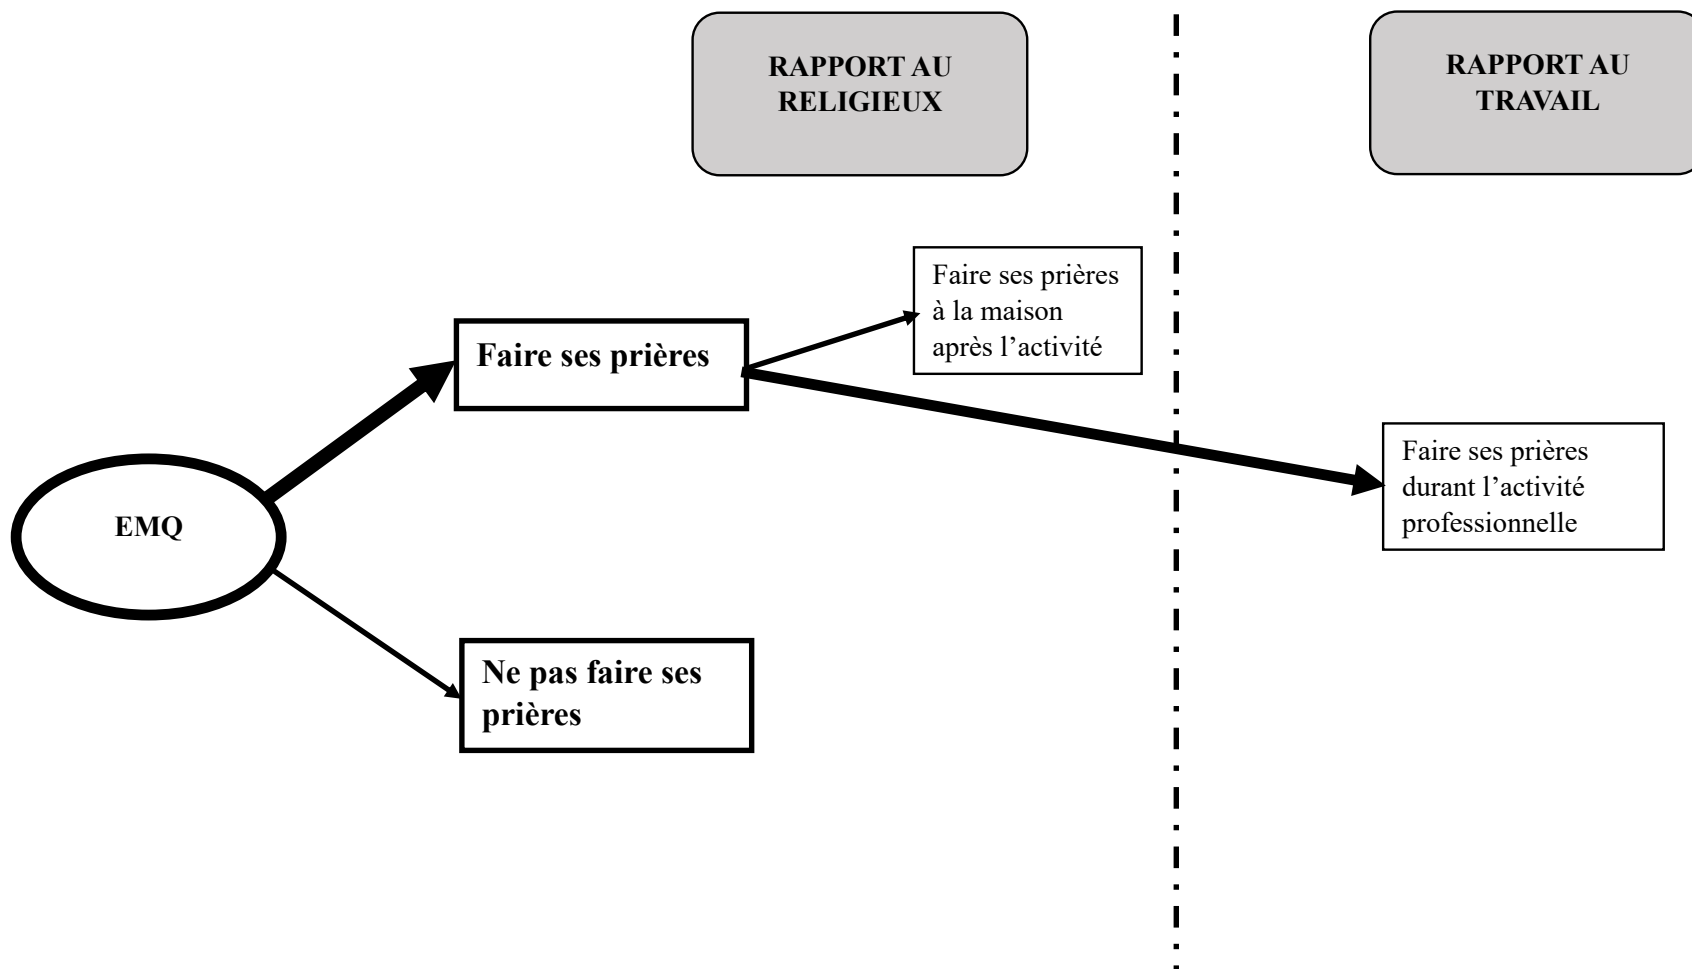 RAPPORT AU
RELIGIEUX
RAPPORT AU
TRAVAIL
Faire ses prières
à la maison
après l’activité
Faire ses prières
Faire ses prières
durant l’activité
professionnelle
EMQ
Ne pas faire ses
prières